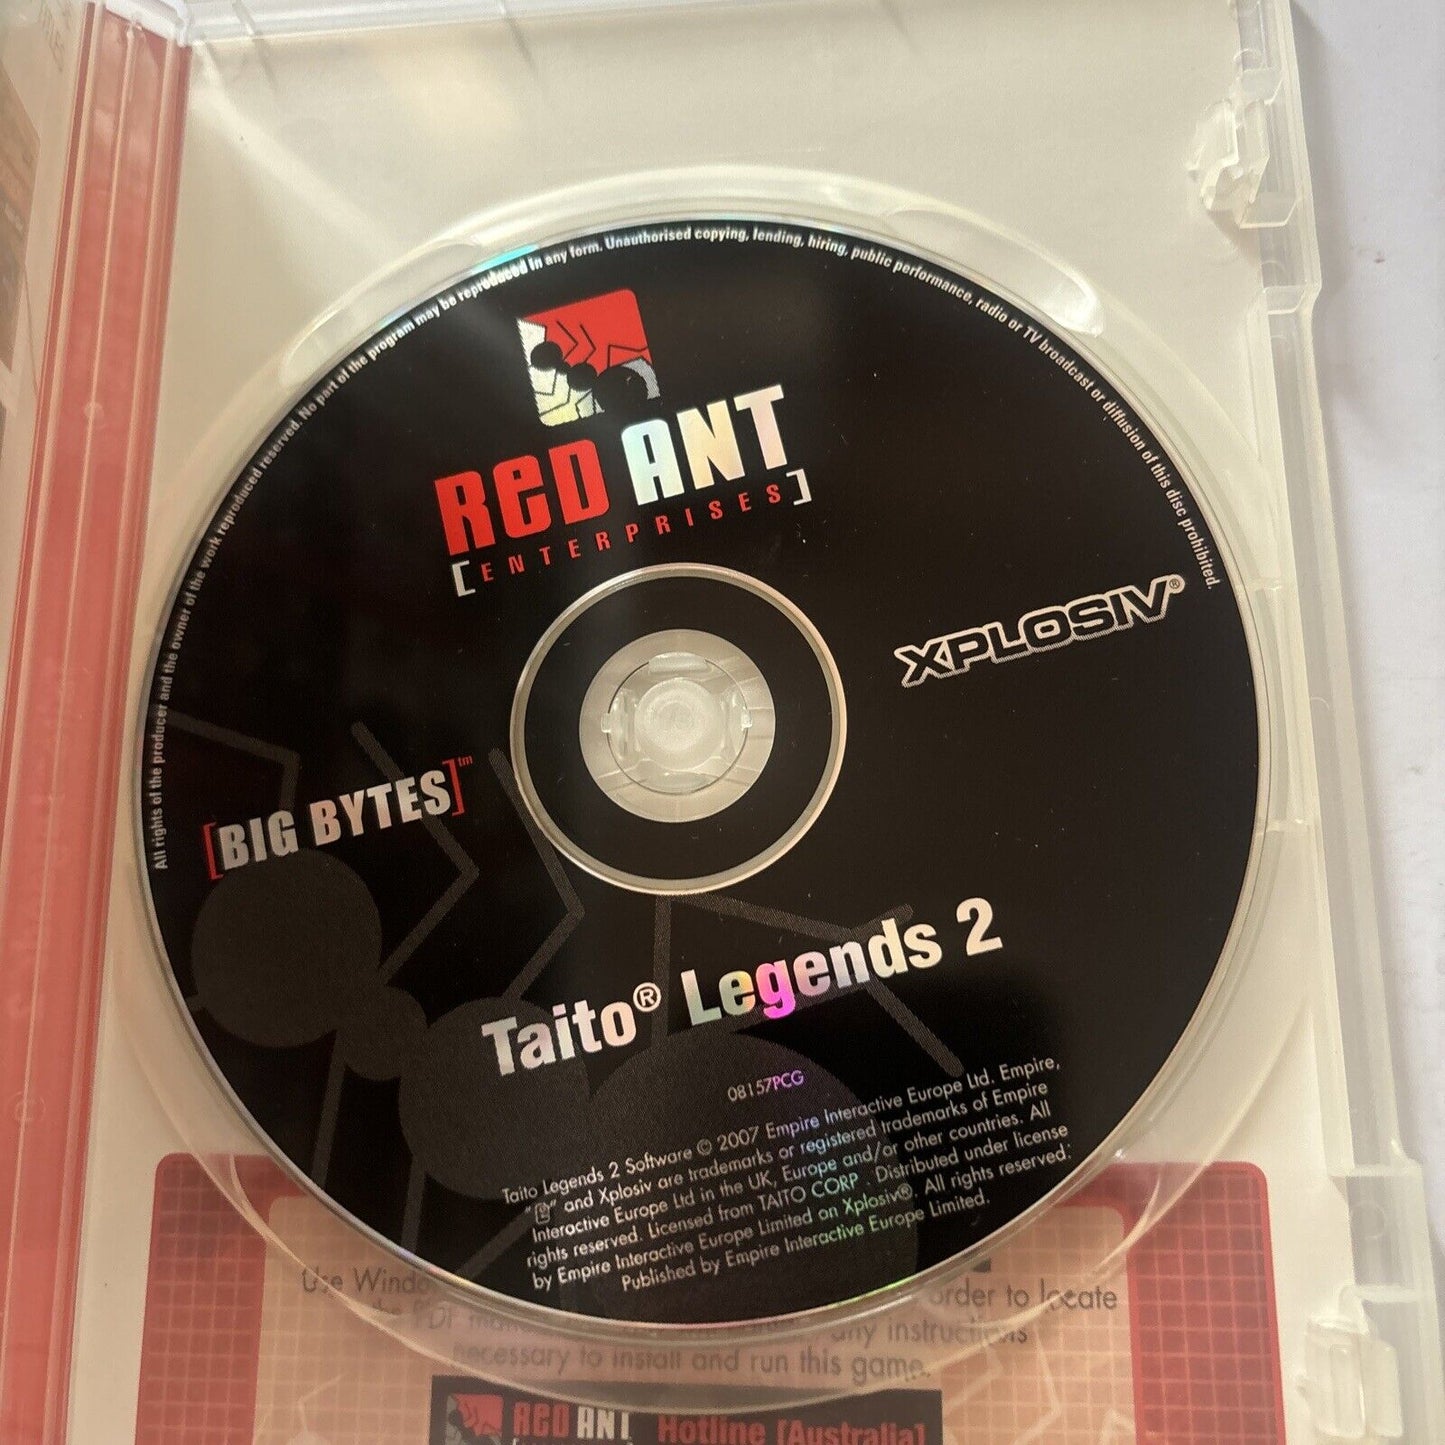 All rights of the producer and the owner of the work reproduced reserved. No part of the program may be reproduced in any form. Unauthorised copying, lending, hiring, public performance, radio or TV broadcast or diffusion of this disc prohibited.
RED ANT
[ENTERPRISES]
XPLOSIV®
[BIG BYTES]™
Taito® Legends 2
08157PCG
Taito Legends 2 Software © 2007 Empire Interactive Europe Ltd. Empire,
"E" and Xplosiv are trademarks or registered trademarks of Empire
Interactive Europe Ltd in the UK, Europe and/or other countries. All
rights reserved. Licensed from TAITO CORP . Distributed under license
by Empire Interactive Europe Limited on Xplosiv®. All rights reserved:
Published by Empire Interactive Europe Limited.
Use order to locate
the PDF any instructions
necessary to install and run this game.
RED ANT Hotline [Australia]